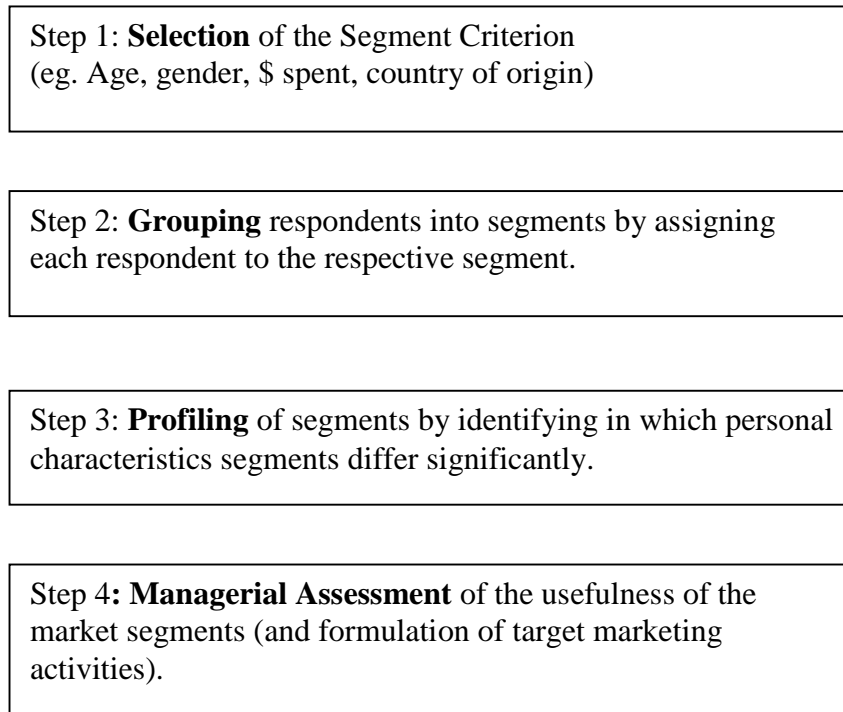 Step 1: Selection of the Segment Criterion
(eg. Age, gender, $ spent, country of origin)
Step 2: Grouping respondents into segments by assigning
each respondent to the respective segment.
Step 3: Profiling of segments by identifying in which personal
characteristics segments differ significantly.
Step 4: Managerial Assessment of the usefulness of the
market segments (and formulation of target marketing
activities).